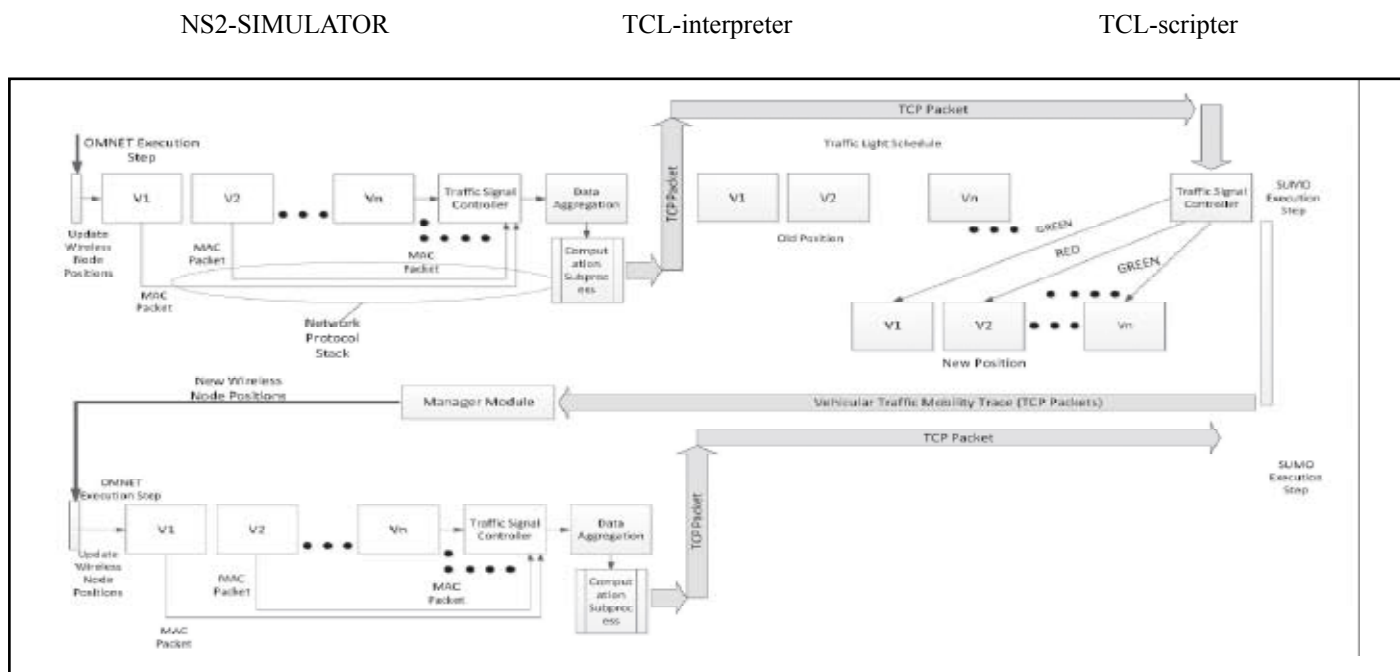 NS2-SIMULATOR TCL-interpreter TCL-scripter
TCP Packet
OMNET Execution
Step
Traffic Light Schedule
TCP Packet
V1
V2
Vn
Traffic Signal
Controller
Data
Aggregation
V1
V2
Vn
Traffic Signal
Controller
SUMO
Execution
Step
Update
Wireless
Node
Positions
MAC
Packet
MAC
Packet
MAC
Packet
Comput
ation
Subproc
ess
Old Position
GREEN
RED
GREEN
Network
Protocol
Stack
V1
V2
Vn
New Position
New Wireless
Node Positions
Manager Module
Vehicular Traffic Mobility Trace (TCP Packets)
TCP Packet
SUMO
Execution
Step
OMNET
Execution Step
TCP Packet
V1
V2
Vn
Traffic Signal
Controller
Data
Aggregation
Update
Wireless
Node
Positions
MAC
Packet
MAC
Packet
MAC
Packet
Comput
ation
Subproc
ess